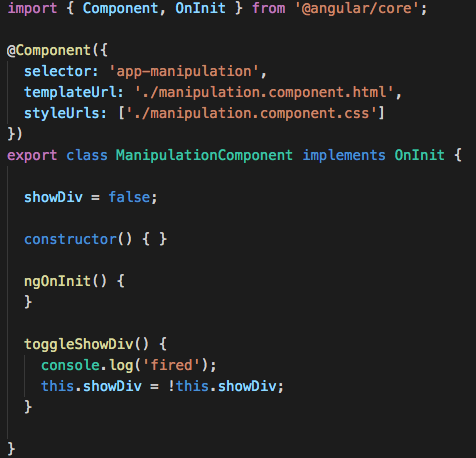 import { Component, OnInit } from '@angular/core';
@Component({
selector: 'app-manipulation',
templateUrl: './manipulation.component.html',
styleUrls: ['./manipulation.component.css']
})
export class ManipulationComponent implements OnInit {
showDiv = false;
constructor() { }
ngOnInit() {
}
toggleShowDiv() {
console.log('fired');
this.showDiv = !this.showDiv;
}
}